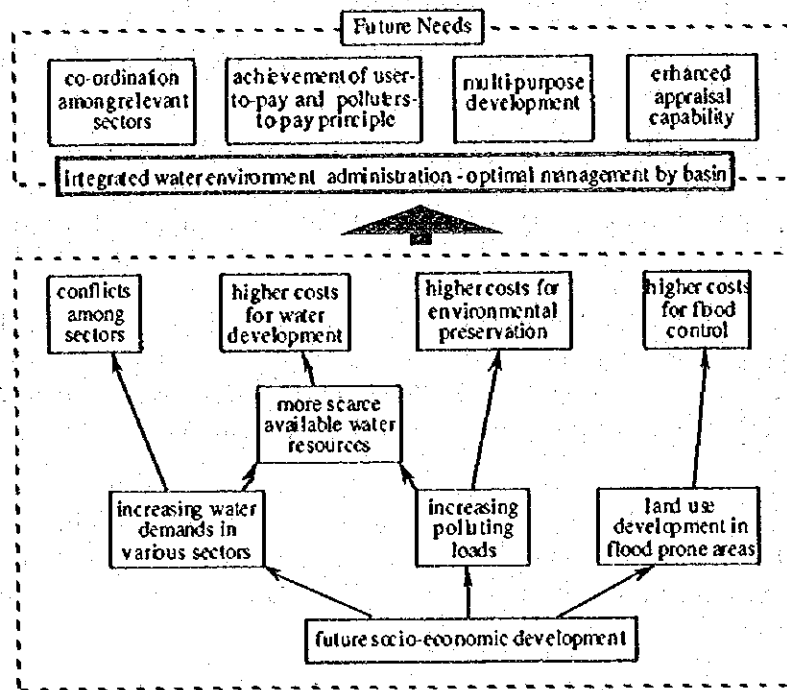 Future Needs
co-ordination
among relevant
sectors
achievement of user-
to-pay and polluters-
to-pay principle
multi-purpose
development
enhanced
appraisal
capability
integrated water environment administration - optimal management by basin
conflicts
among
sectors
higher costs
for water
development
higher costs for
environmental
preservation
higher costs
for flood
control
more scarce
available water
resources
increasing water
demands in
various sectors
increasing
polluting
loads
land use
development in
flood prone areas
future socio-economic development